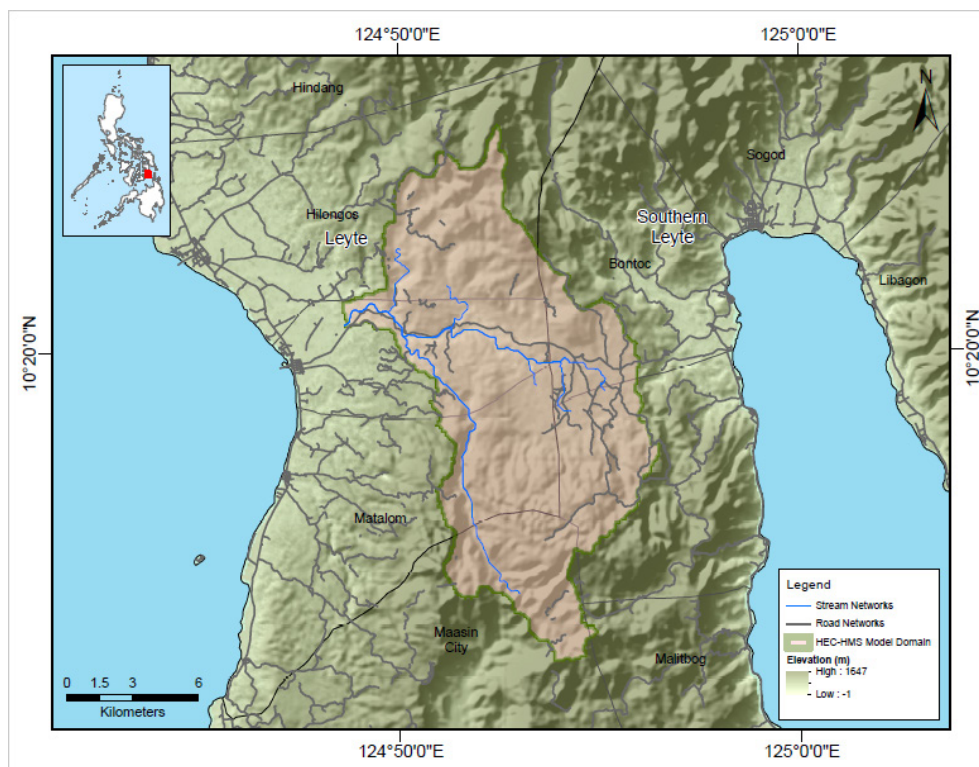 124°50'0"E
125°0'0"E
N
Hindang
Sogod
Hilongos
Leyte
Southern
Leyte
Bontoc
Libagon
10°20'0"N
10°20'0"N
Matalom
Maasin
City
Malitbog
Legend
Stream Networks
Road Networks
HEC-HMS Model Domain
Elevation (m)
High : 1647
Low : -1
0 1.5 3 6
Kilometers
124°50'0"E
125°0'0"E